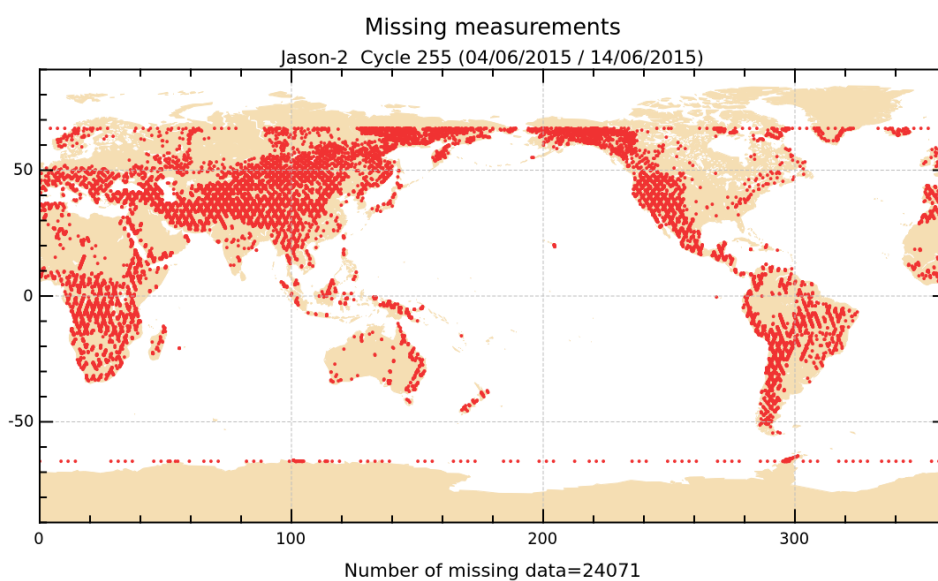 Missing measurements
Jason-2 Cycle 255 (04/06/2015 / 14/06/2015)
50
0
-50
0 100 200 300
Number of missing data=24071